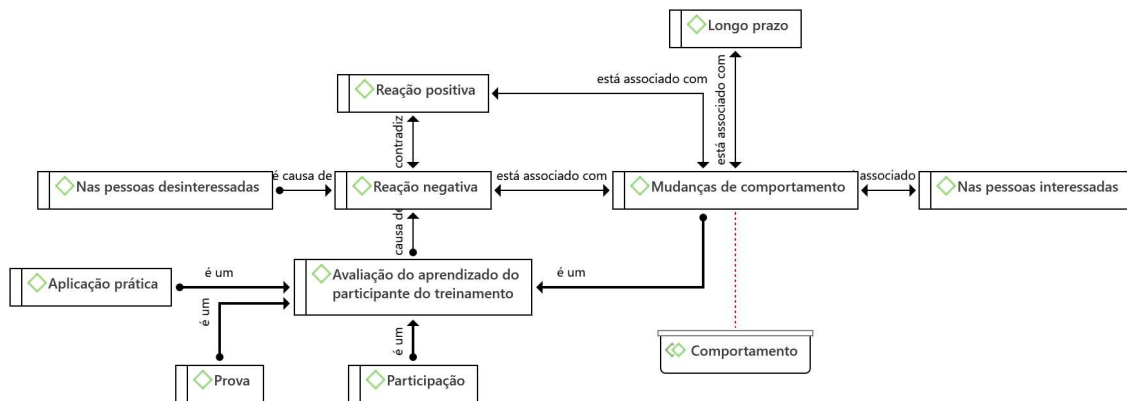 Longo prazo
está associado com
está associado com
Reação positiva
contradiz
Nas pessoas desinteressadas
é causa de
Reação negativa
está associado com
Mudanças de comportamento
associado
Nas pessoas interessadas
causa de
Avaliação do aprendizado do
participante do treinamento
é um
Aplicação prática
é um
é um
é um
Comportamento
Prova
Participação